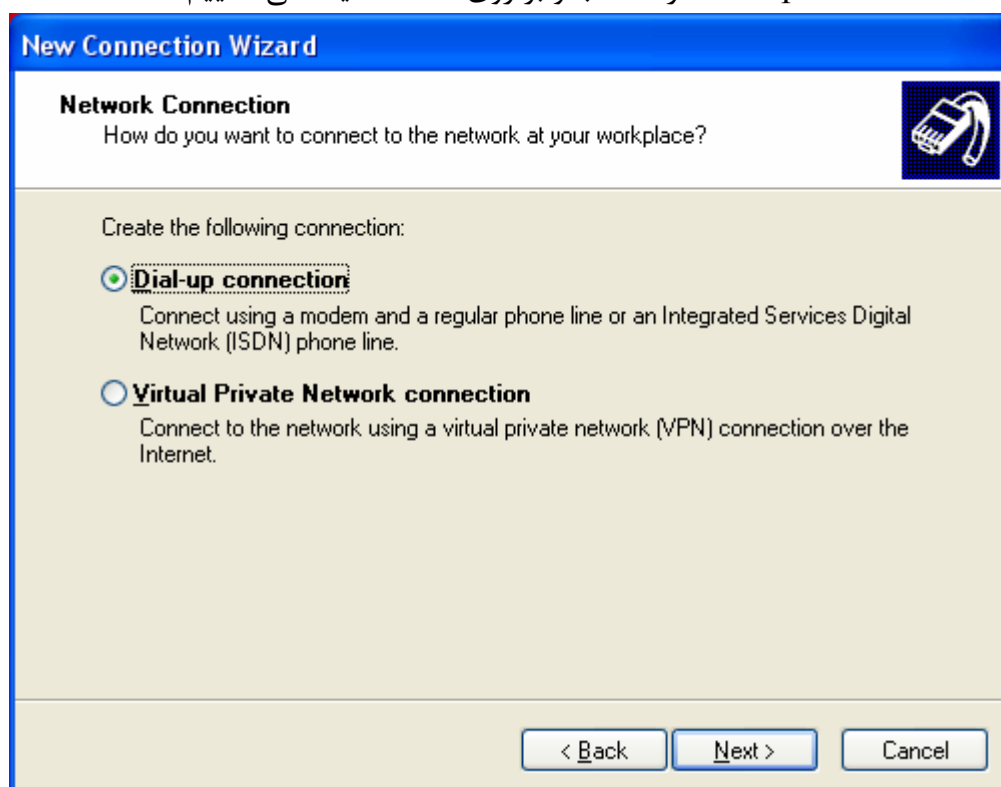 New Connection Wizard
Network Connection
How do you want to connect to the network at your workplace?
Create the following connection:
Dial-up connection
Connect using a modem and a regular phone line or an Integrated Services Digital
Network (ISDN) phone line.
Virtual Private Network connection
Connect to the network using a virtual private network (VPN) connection over the
Internet.
< Back
Next >
Cancel